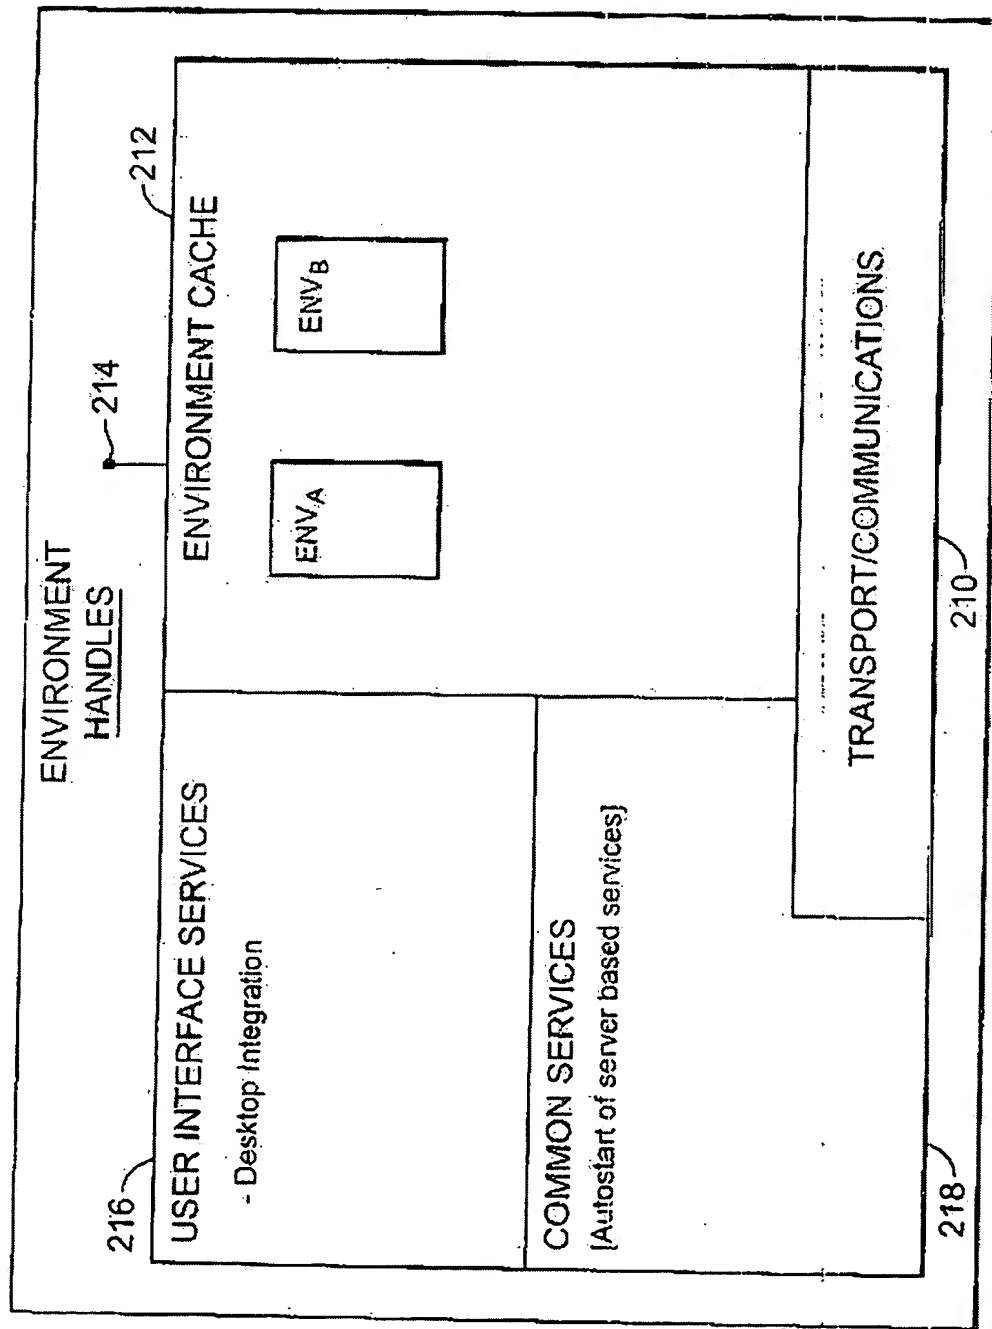 ENVIRONMENT
HANDLES
214
212
216
USER INTERFACE SERVICES
- Desktop Integration
ENVIRONMENT CACHE
ENVA
ENVB
COMMON SERVICES
[Autostart of server based services]
TRANSPORT/COMMUNICATIONS
218
210